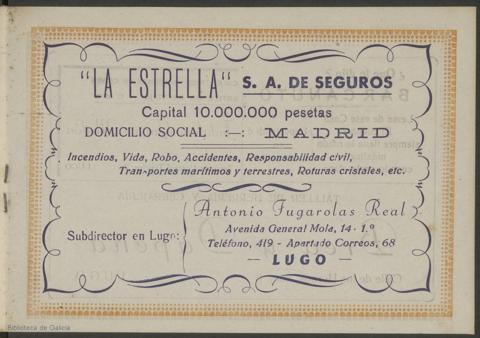 "LA ESTRELLA" S. A. DE SEGUROS
Capital 10.000.000 pesetas
DOMICILIO SOCIAL :—: MADRID
Incendios, Vida, Robo, Accidentes, Responsabilidad civil,
Transportes marítimos y terrestres, Roturas cristales, etc.
Subdirector en Lugo:
Antonio Fugarolas Real
Avenida General Mola, 14 - 1.º
Teléfono, 419 - Apartado Correos, 68
— LUGO —
Biblioteca de Galicia